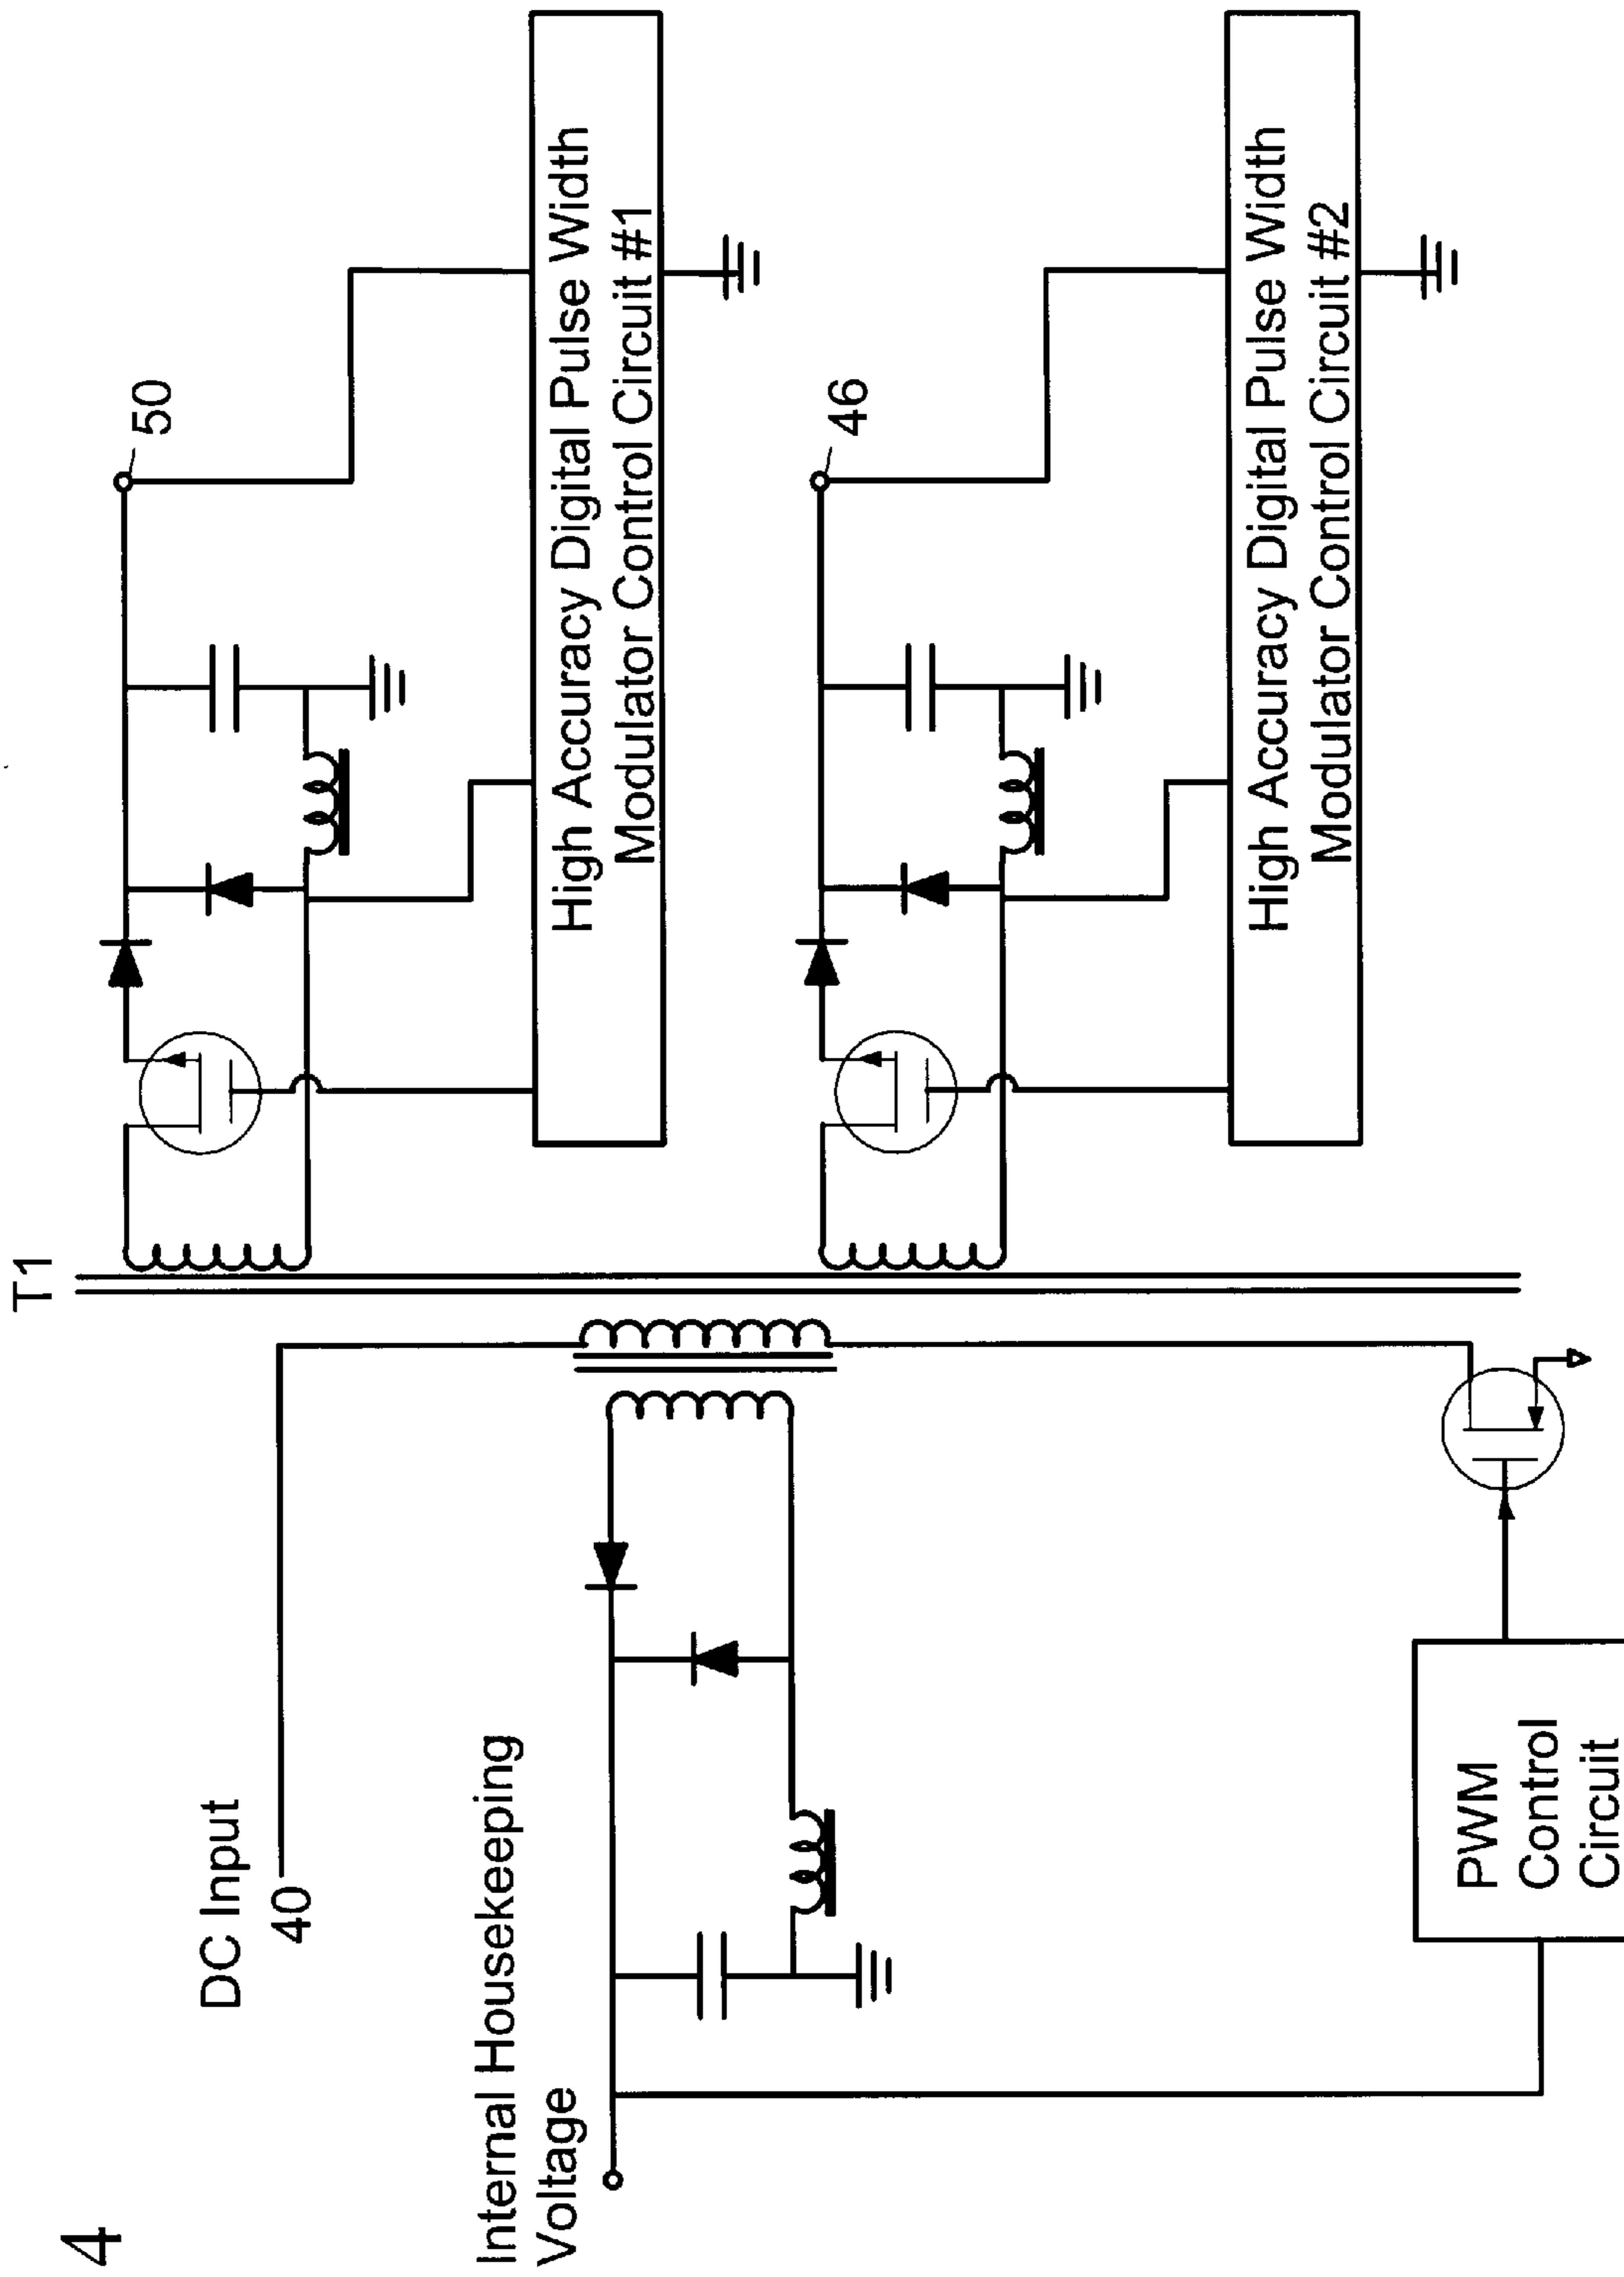 4
T1
DC Input
40
Internal Housekeeping
Voltage
PWM
Control
Circuit
50
High Accuracy Digital Pulse Width
Modulator Control Circuit #1
46
High Accuracy Digital Pulse Width
Modulator Control Circuit #2